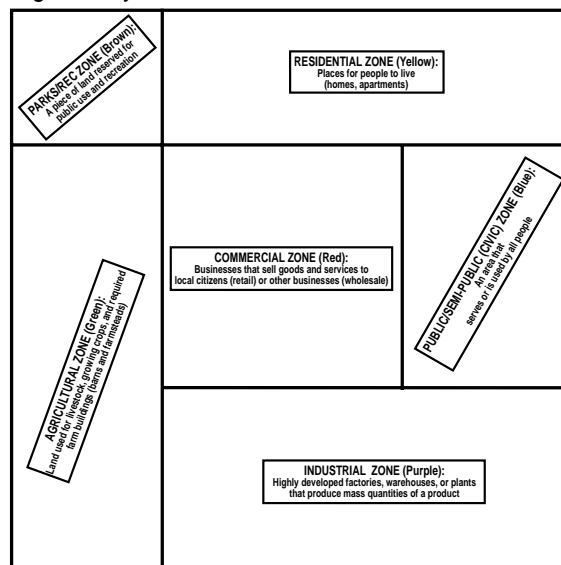 PARKS/REC ZONE (Brown):
A piece of land reserved for
public use and recreation
RESIDENTIAL ZONE (Yellow):
Places for people to live
(homes, apartments)
COMMERCIAL ZONE (Red):
Businesses that sell goods and services to
local citizens (retail) or other businesses (wholesale)
PUBLIC/SEMI-PUBLIC (CIVIC) ZONE (Blue):
An area that
serves or is used by all people
AGRICULTURAL ZONE (Green):
Land used for livestock, growing crops, and required
farm buildings (barns and farmsteads)
INDUSTRIAL ZONE (Purple):
Highly developed factories, warehouses, or plants
that produce mass quantities of a product